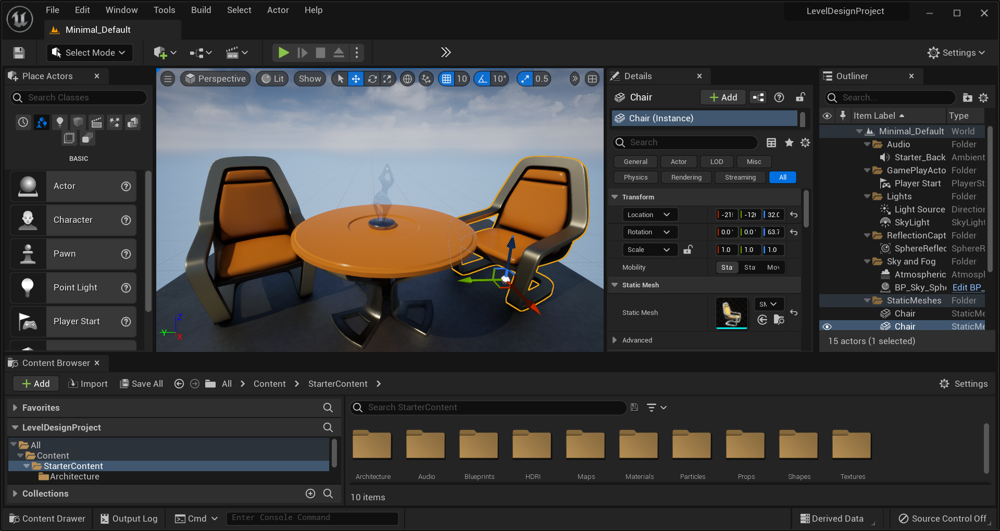 File Edit Window Tools Build Select Actor Help
LevelDesignProject
Minimal_Default
Select Mode
Settings
Place Actors
Search Classes
BASIC
Actor
Character
Pawn
Point Light
Player Start
Perspective Lit Show 10 10° 0.5
Z
Y
X
Details
Chair
Add
Chair (Instance)
Search
General Actor LOD Misc
Physics Rendering Streaming All
Transform
Location -21 -12 32.0
Rotation 0.0 0.0 63.7
Scale 1.0 1.0 1.0
Mobility Sta Sta Mov
Static Mesh
Static Mesh SM
Advanced
Outliner
Search...
Item Label Type
Minimal_Default World
Audio Folder
Starter_Back Ambient
GamePlayActo Folder
Player Start PlayerSt
Lights Folder
Light Source Direction
SkyLight SkyLight
ReflectionCapt Folder
SphereReflec SphereR
Sky and Fog Folder
Atmospheric Atmosph
BP_Sky_Sphe Edit BP_
StaticMeshes Folder
Chair StaticMe
Chair StaticMe
15 actors (1 selected)
Content Browser
Add Import Save All All Content StarterContent
Settings
Favorites
LevelDesignProject
All
Content
StarterContent
Architecture
Collections
Search StarterContent
Architecture Audio Blueprints HDRI Maps Materials Particles Props Shapes Textures
10 items
Content Drawer Output Log Cmd Enter Console Command Derived Data Source Control Off